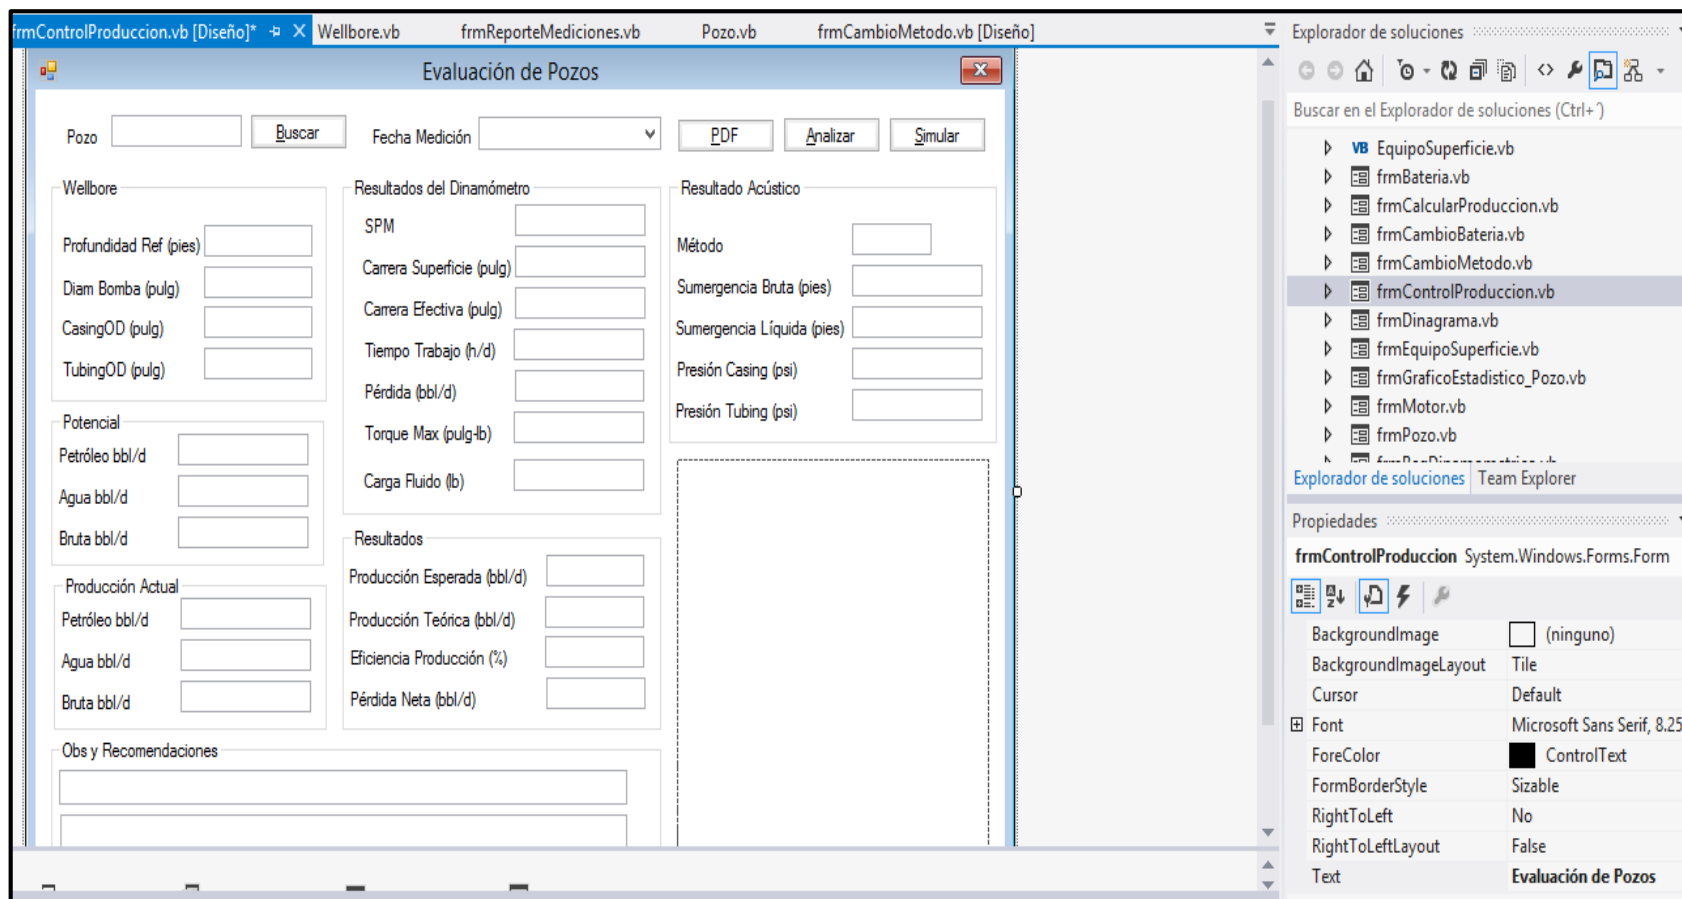 frmControlProduccion.vb [Diseño]* Wellbore.vb frmReporteMediciones.vb Pozo.vb frmCambioMetodo.vb [Diseño]
Evaluación de Pozos
Pozo Buscar Fecha Medición PDF Analizar Simular
Wellbore
Profundidad Ref (pies)
Diam Bomba (pulg)
CasingOD (pulg)
TubingOD (pulg)
Potencial
Petróleo bbl/d
Agua bbl/d
Bruta bbl/d
Producción Actual
Petróleo bbl/d
Agua bbl/d
Bruta bbl/d
Resultados del Dinamómetro
SPM
Carrera Superficie (pulg)
Carrera Efectiva (pulg)
Tiempo Trabajo (h/d)
Pérdida (bbl/d)
Torque Max (pulg-lb)
Carga Fluido (lb)
Resultados
Producción Esperada (bbl/d)
Producción Teórica (bbl/d)
Eficiencia Producción (%)
Pérdida Neta (bbl/d)
Resultado Acústico
Método
Sumergencia Bruta (pies)
Sumergencia Líquida (pies)
Presión Casing (psi)
Presión Tubing (psi)
Obs y Recomendaciones
Explorador de soluciones
Buscar en el Explorador de soluciones (Ctrl+´)
VB EquipoSuperficie.vb
frmBateria.vb
frmCalcularProduccion.vb
frmCambioBateria.vb
frmCambioMetodo.vb
frmControlProduccion.vb
frmDinagrama.vb
frmEquipoSuperficie.vb
frmGraficoEstadistico_Pozo.vb
frmMotor.vb
frmPozo.vb
Explorador de soluciones Team Explorer
Propiedades
frmControlProduccion System.Windows.Forms.Form
BackgroundImage (ninguno)
BackgroundImageLayout Tile
Cursor Default
Font Microsoft Sans Serif, 8.25
ForeColor ControlText
FormBorderStyle Sizable
RightToLeft No
RightToLeftLayout False
Text Evaluación de Pozos